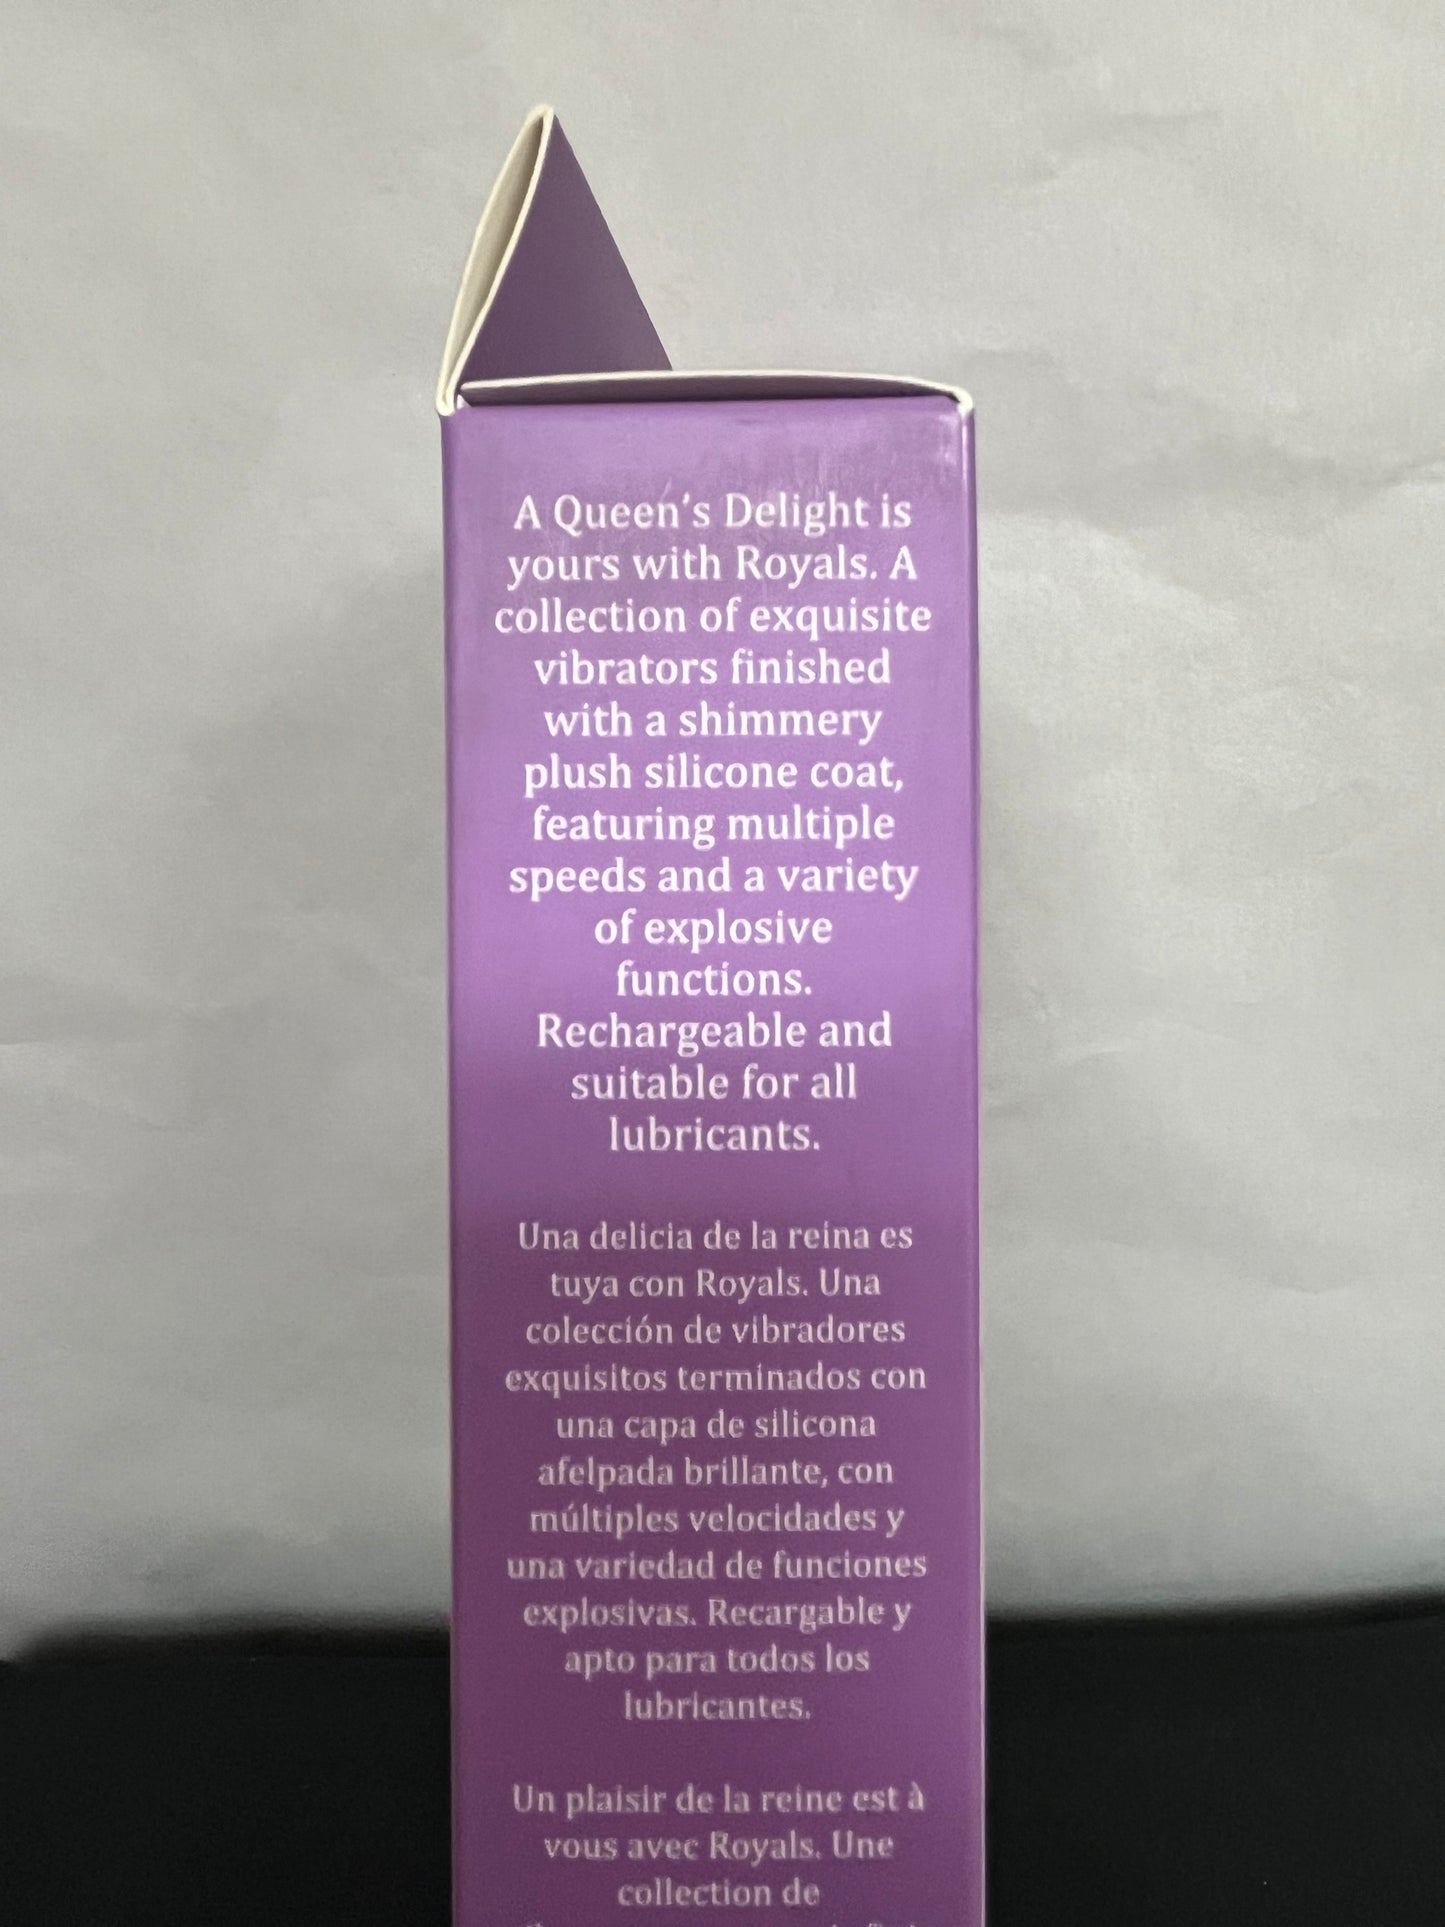 A Queen's Delight is
yours with Royals. A
collection of exquisite
vibrators finished
with a shimmery
plush silicone coat,
featuring multiple
speeds and a variety
of explosive
functions.
Rechargeable and
suitable for all
lubricants.
Una delicia de la reina es
tuya con Royals. Una
colección de vibradores
exquisitos terminados con
una capa de silicona
afelpada brillante, con
múltiples velocidades y
una variedad de funciones
explosivas. Recargable y
apto para todos los
lubricantes.
Un plaisir de la reine est à
vous avec Royals. Une
collection de